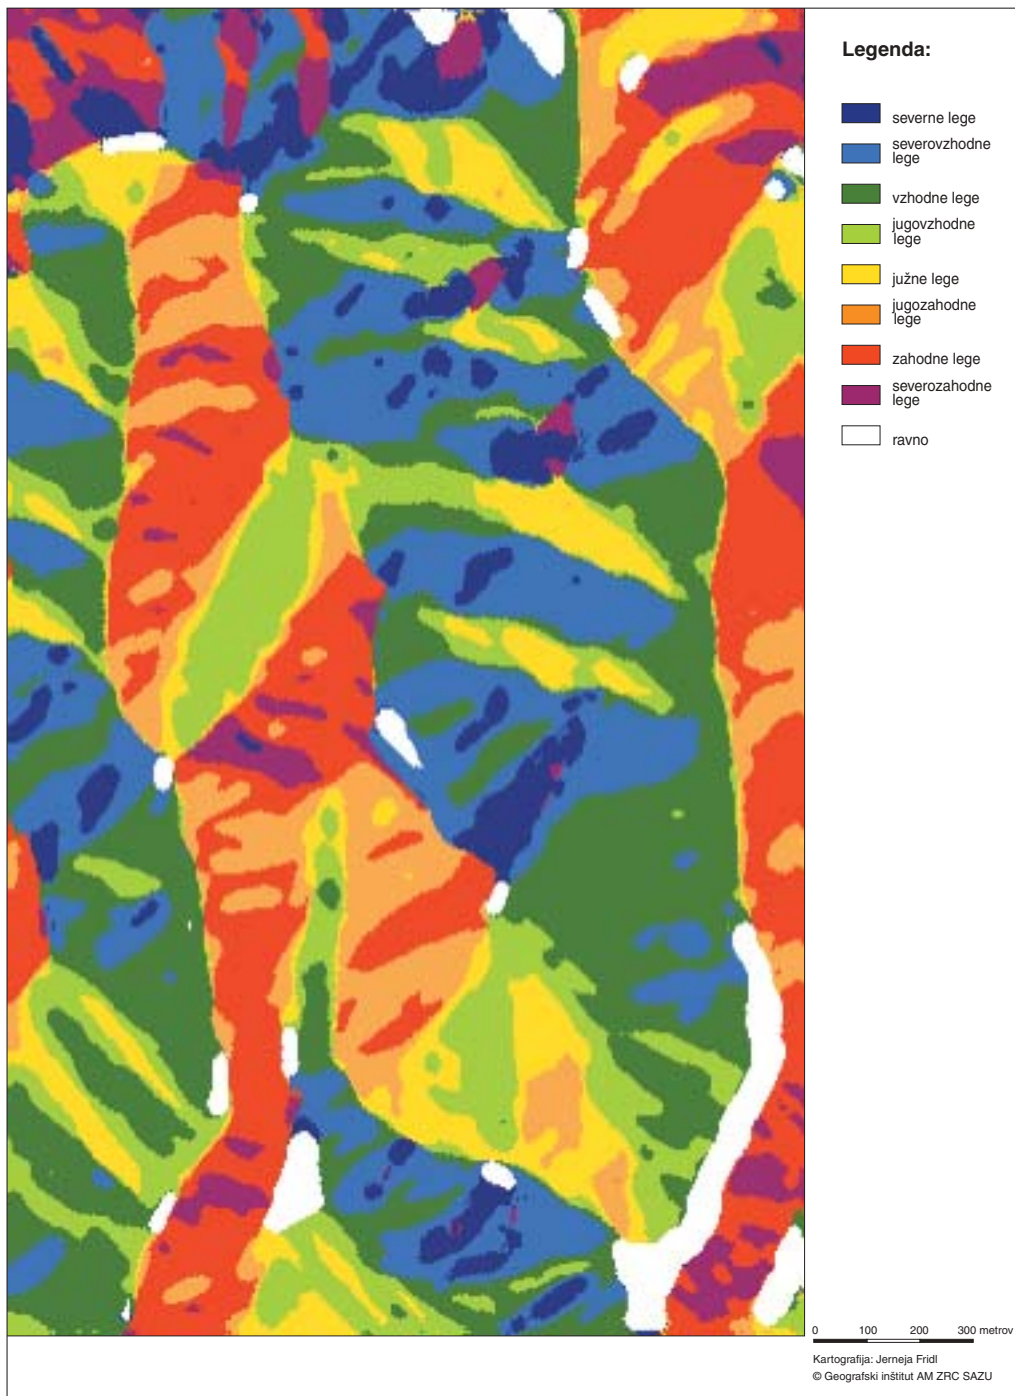 Legenda:
severne lege
severovzhodne
lege
vzhodne lege
jugovzhodne
lege
južne lege
jugozahodne
lege
zahodne lege
severozahodne
lege
ravno
0 100 200 300 metrov
Kartografija: Jerneja Fridl
© Geografski inštitut AM ZRC SAZU